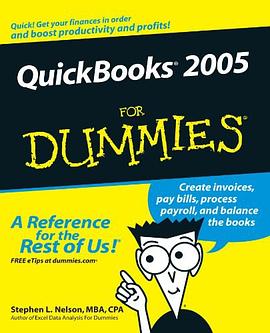 Quick! Get your finances in order
and boost productivity and profits!
QuickBooks® 2005
FOR
DUMMIES®
Create invoices,
pay bills, process
payroll, and balance
the books
A Reference
for the
Rest of Us!®
FREE eTips at dummies.com®
Stephen L. Nelson, MBA, CPA
Author of Excel Data Analysis For Dummies